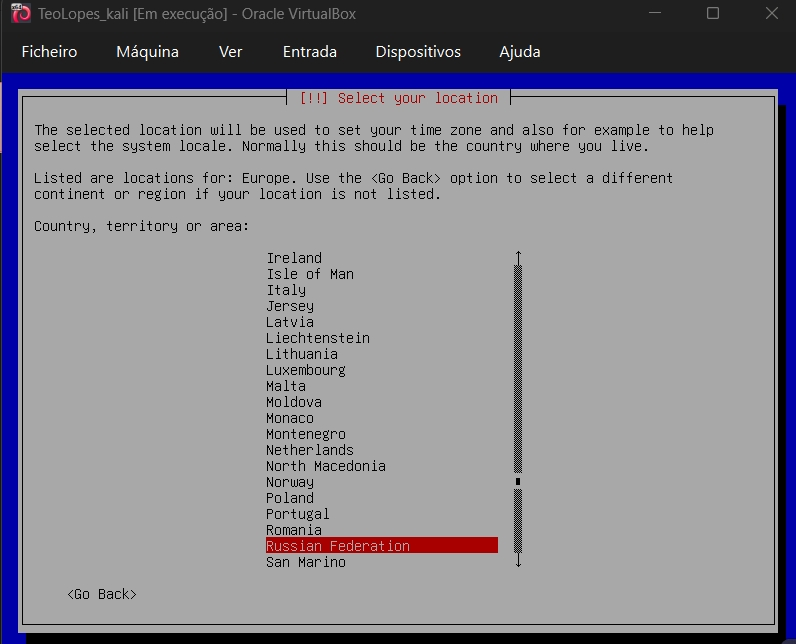 TeoLopes_kali [Em execução] - Oracle VirtualBox
Ficheiro Máquina Ver Entrada Dispositivos Ajuda
[!!] Select your location
The selected location will be used to set your time zone and also for example to help
select the system locale. Normally this should be the country where you live.
Listed are locations for: Europe. Use the <Go Back> option to select a different
continent or region if your location is not listed.
Country, territory or area:
Ireland
Isle of Man
Italy
Jersey
Latvia
Liechtenstein
Lithuania
Luxembourg
Malta
Moldova
Monaco
Montenegro
Netherlands
North Macedonia
Norway
Poland
Portugal
Romania
Russian Federation
San Marino
<Go Back>